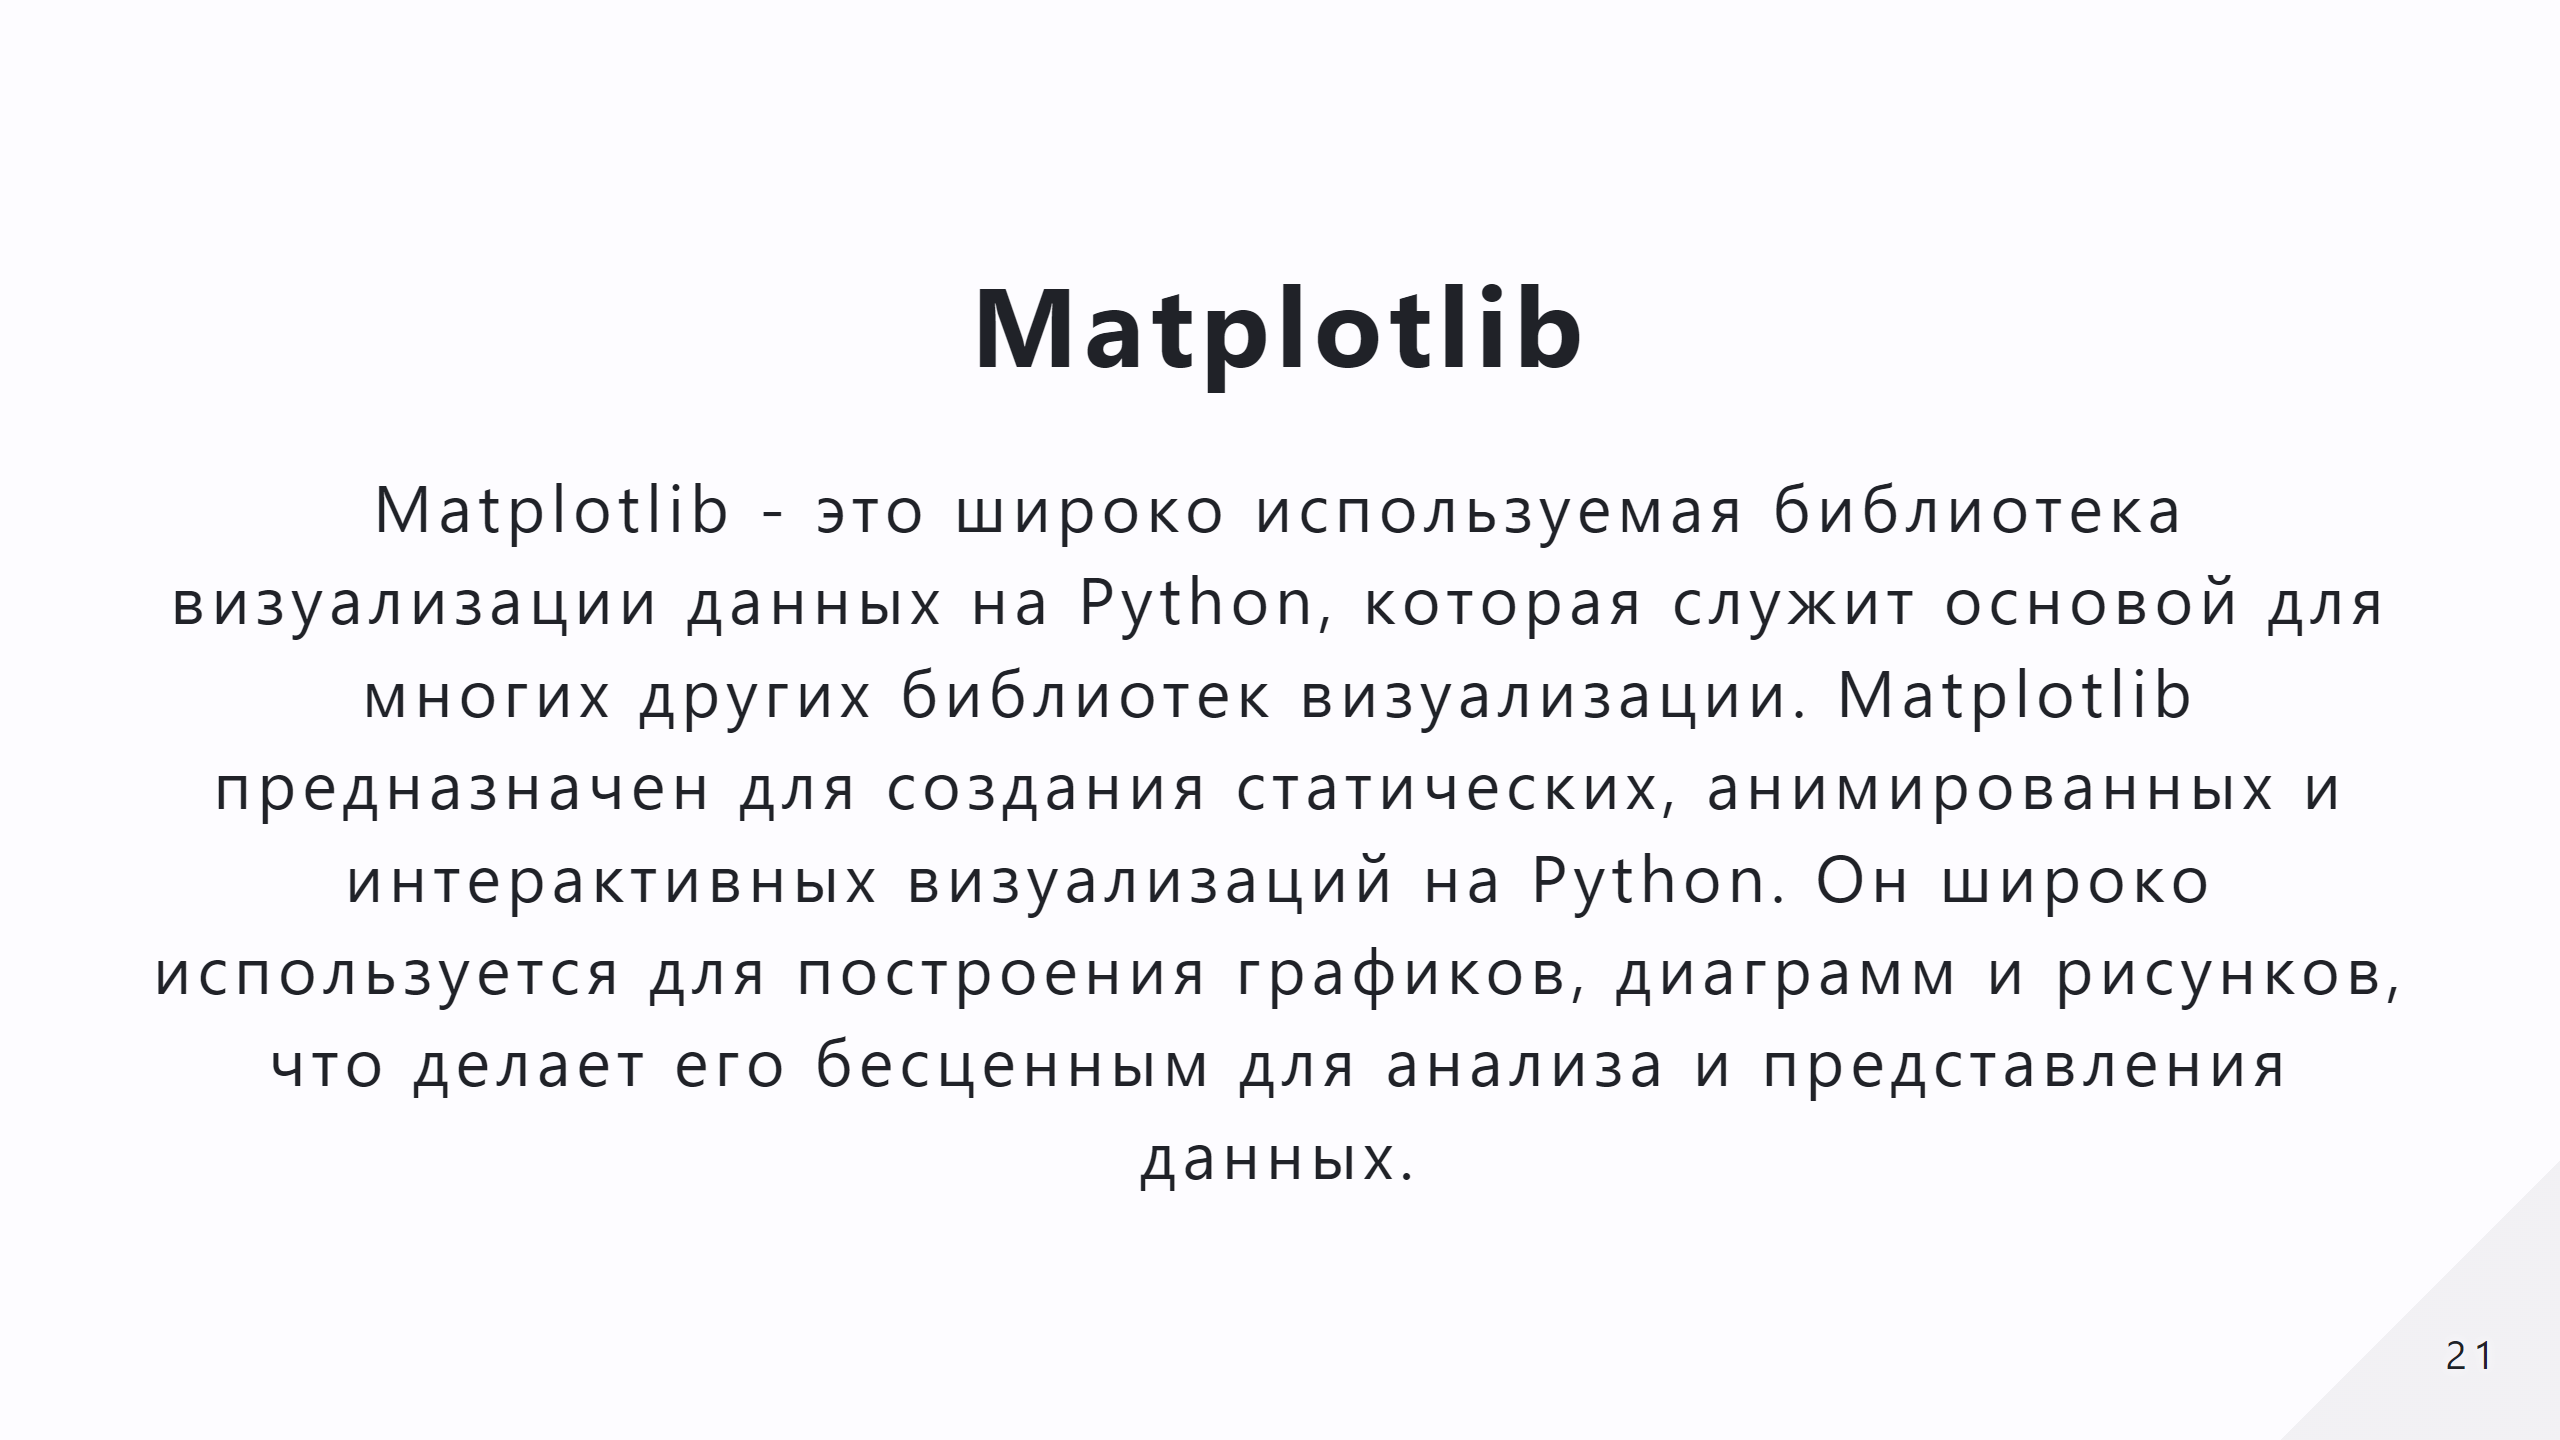 Matplotlib
Matplotlib - это широко используемая библиотека
визуализации данных на Python, которая служит основой для
многих других библиотек визуализации. Matplotlib
предназначен для создания статических, анимированных и
интерактивных визуализаций на Python. Он широко
используется для построения графиков, диаграмм и рисунков,
что делает его бесценным для анализа и представления
данных.
21